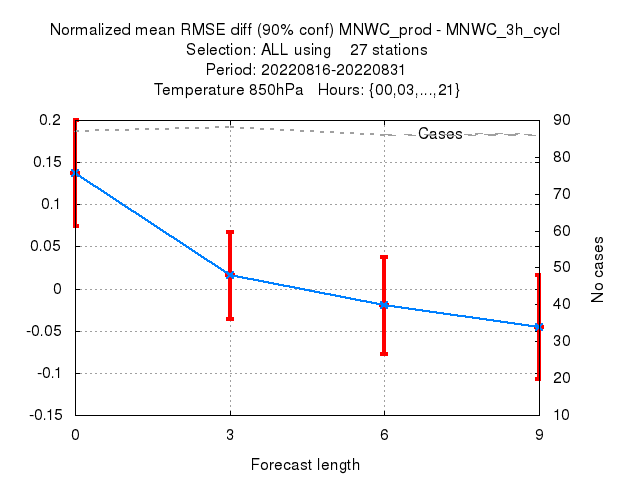 Normalized mean RMSE diff (90% conf) MNWC_prod - MNWC_3h_cycl
Selection: ALL using    27 stations
Period: 20220816-20220831
Temperature 850hPa   Hours: {00,03,...,21}
0.2
0.15
0.1
0.05
0
-0.05
-0.1
-0.15
Cases
90
80
70
60
50
40
30
20
10
No cases
0 3 6 9
Forecast length